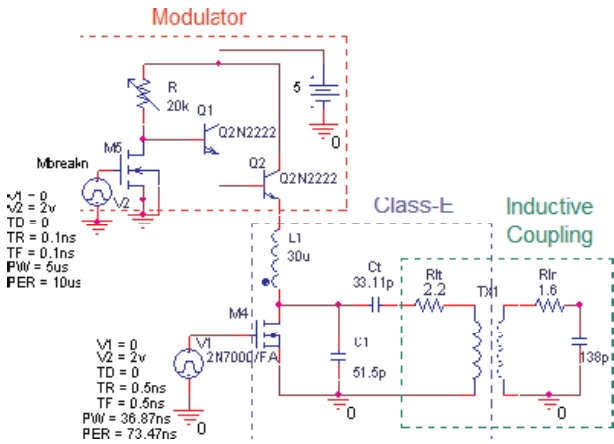 Modulator
R
20k
Q1
Q2N2222
5
0
M5
Mbreakn
V2
Q2
Q2N2222
V1 = 0
V2 = 2v
TD = 0
TR = 0.1ns
TF = 0.1ns
PW = 5us
PER = 10us
Class-E
Inductive
Coupling
L1
30u
Ct
33.11p
Rlt
2.2
TX1
Rlr
1.6
M4
V1
2N7000/FA
C1
51.5p
138p
V1 = 0
V2 = 2v
TD = 0
TR = 0.5ns
TF = 0.5ns
PW = 36.87ns
PER = 73.47ns
0
0
0